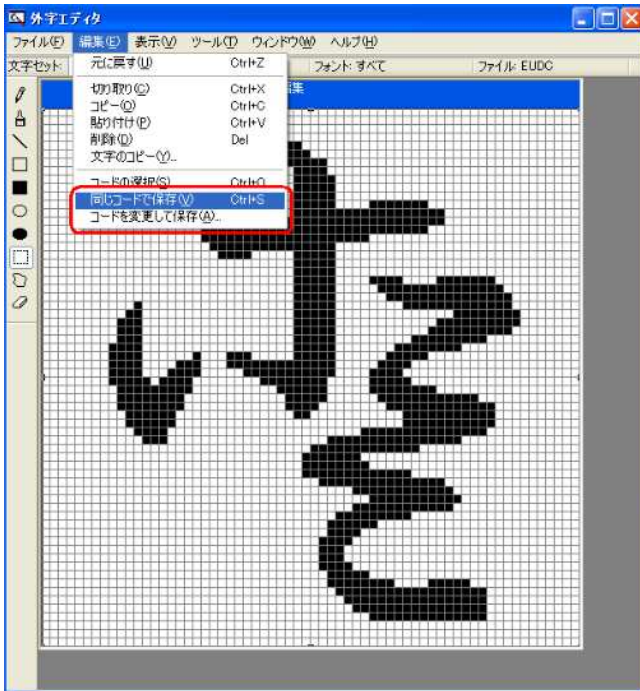 外字エディタ
ファイル(F) 編集(E) 表示(V) ツール(T) ウィンドウ(W) ヘルプ(H)
文字セット: フォント: すべて ファイル: EUDC
元に戻す(U) Ctrl+Z
切り取り(C) Ctrl+X
コピー(O) Ctrl+C
貼り付け(P) Ctrl+V
削除(D) Del
文字のコピー(Y)...
コードの選択(S) Ctrl+O
同じコードで保存(V) Ctrl+S
コードを変更して保存(A)...
集